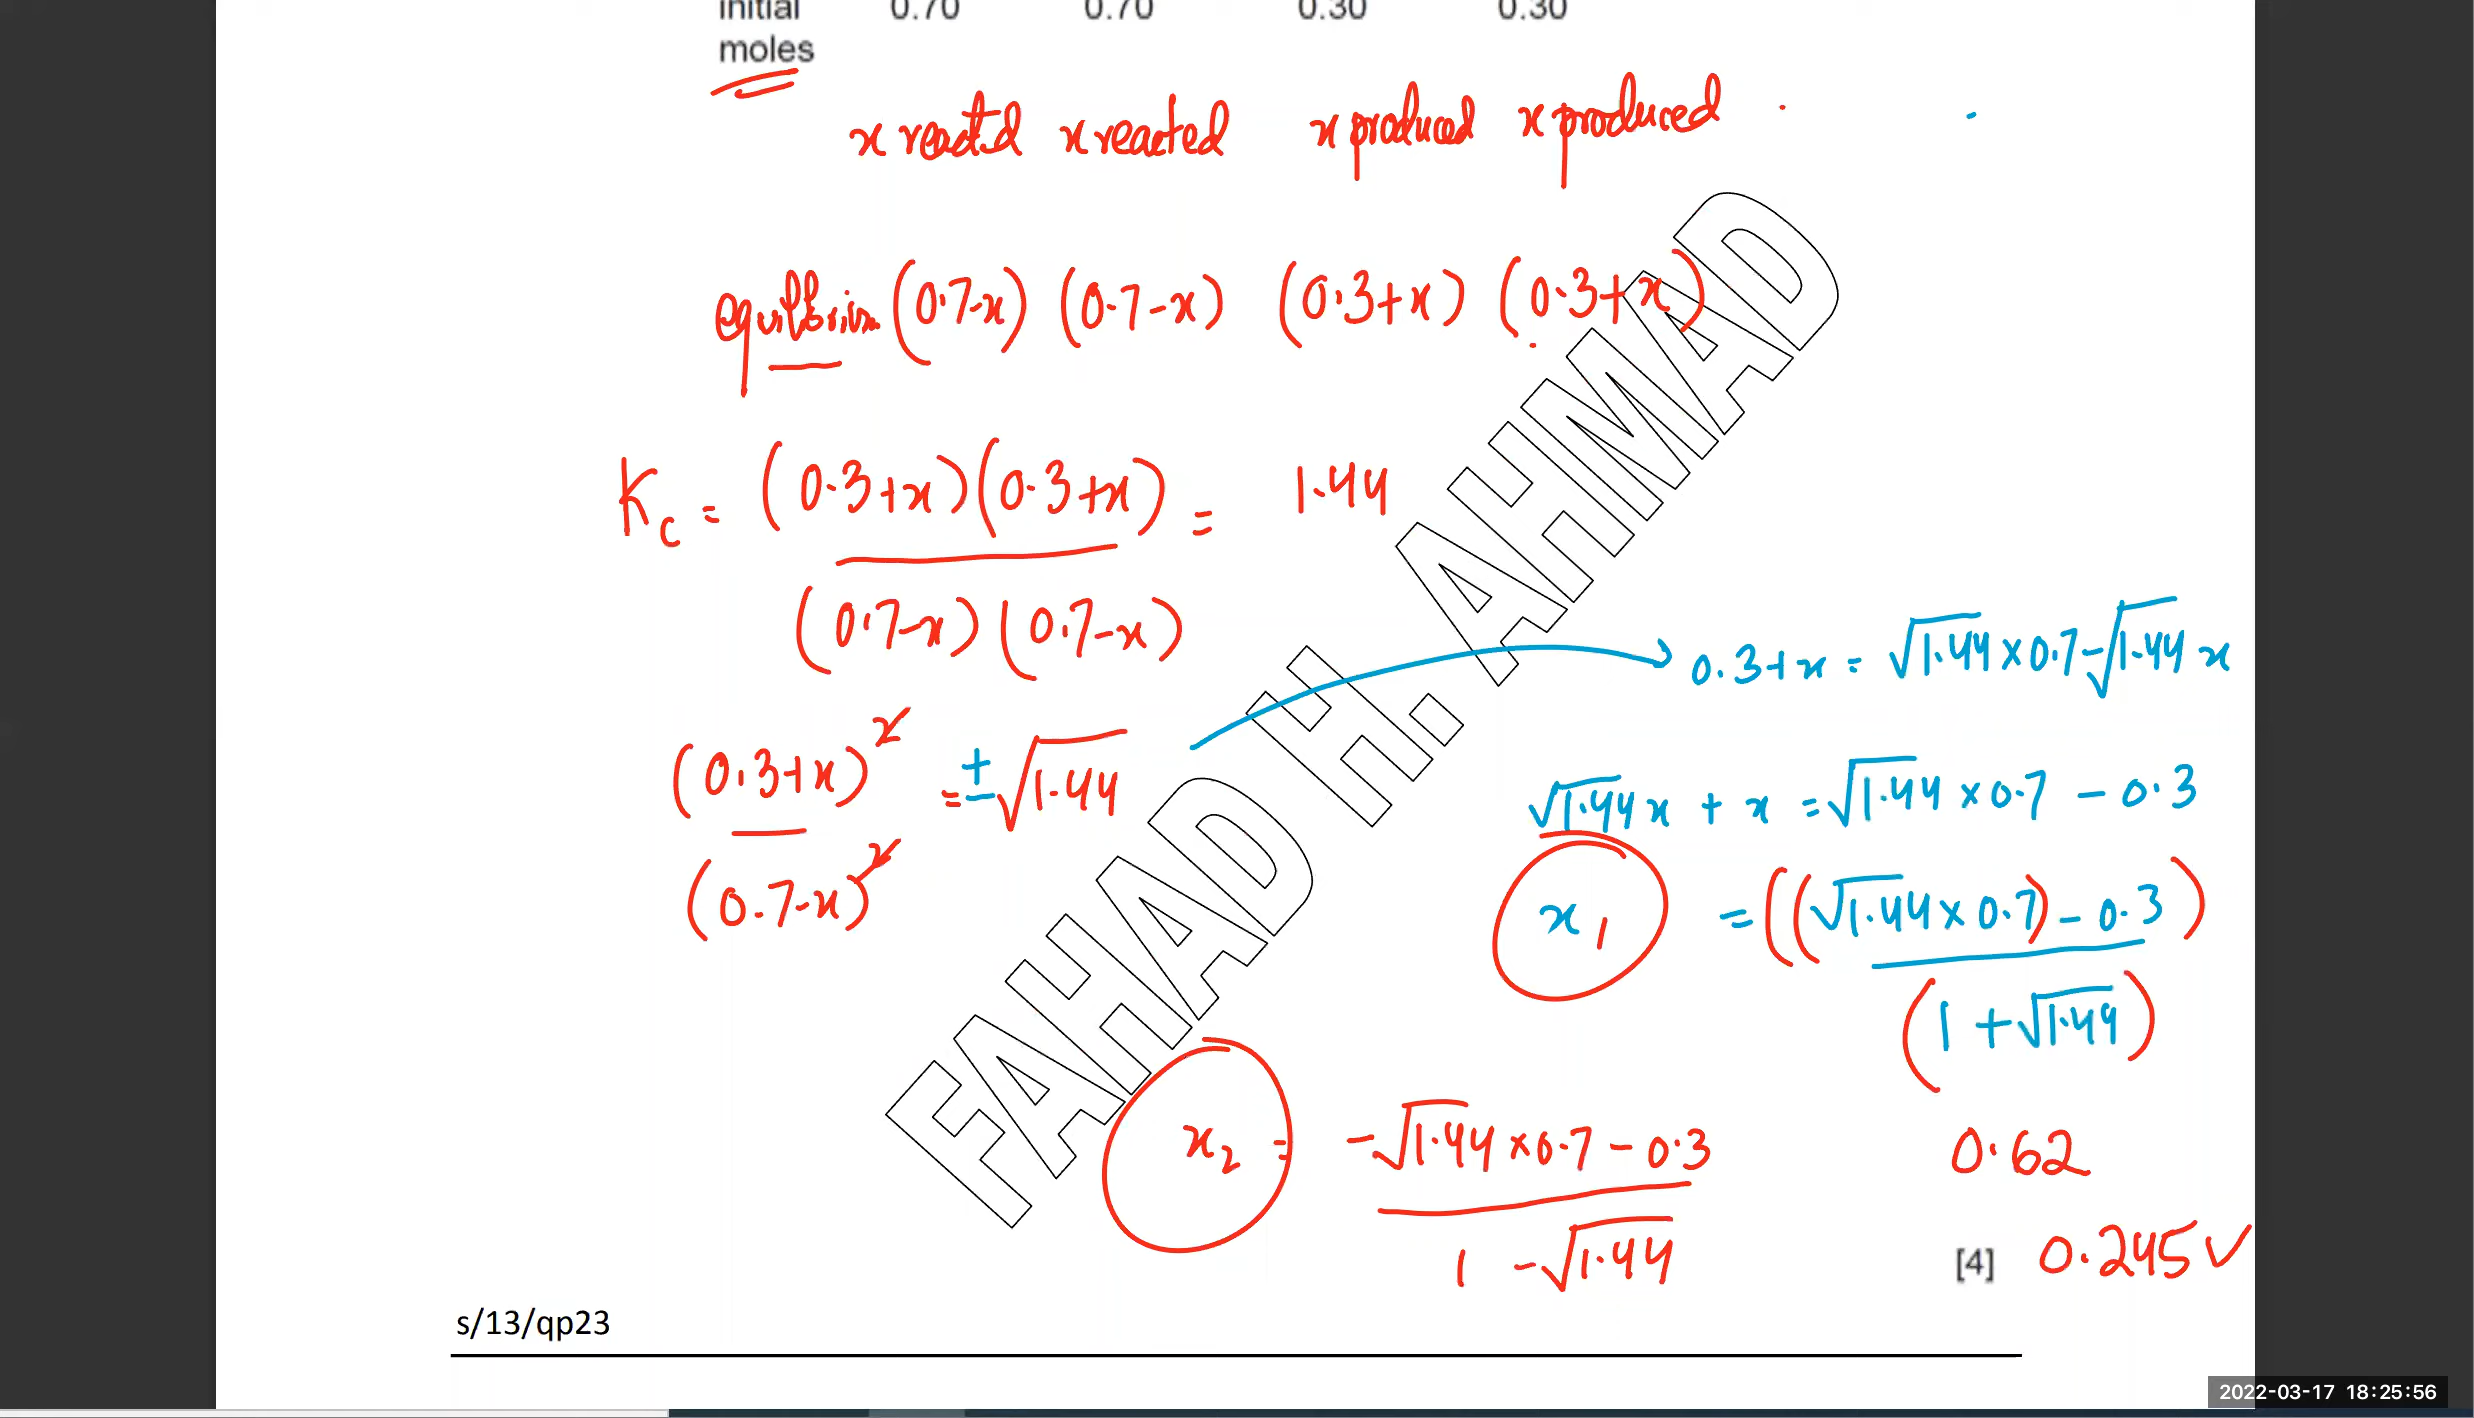 initial 0.70 0.70 0.30 0.30
moles
x reacted x reacted x produced x produced
equilibrium (0.7-x) (0.7-x) (0.3+x) (0.3+x)
Kc = (0.3+x)(0.3+x) = 1.44
(0.7-x)(0.7-x)
0.3+x = √1.44 × 0.7 - √1.44 x
(0.3+x)² = ± √1.44
(0.7-x)²
√1.44 x + x = √1.44 × 0.7 - 0.3
x₁ = ((√1.44 × 0.7) - 0.3)
(1 + √1.44)
x₂ = -√1.44 × 0.7 - 0.3
1 - √1.44
0.62
[4] 0.245 ✓
FAHAD H. AHMAD
s/13/qp23
2022-03-17 18:25:56